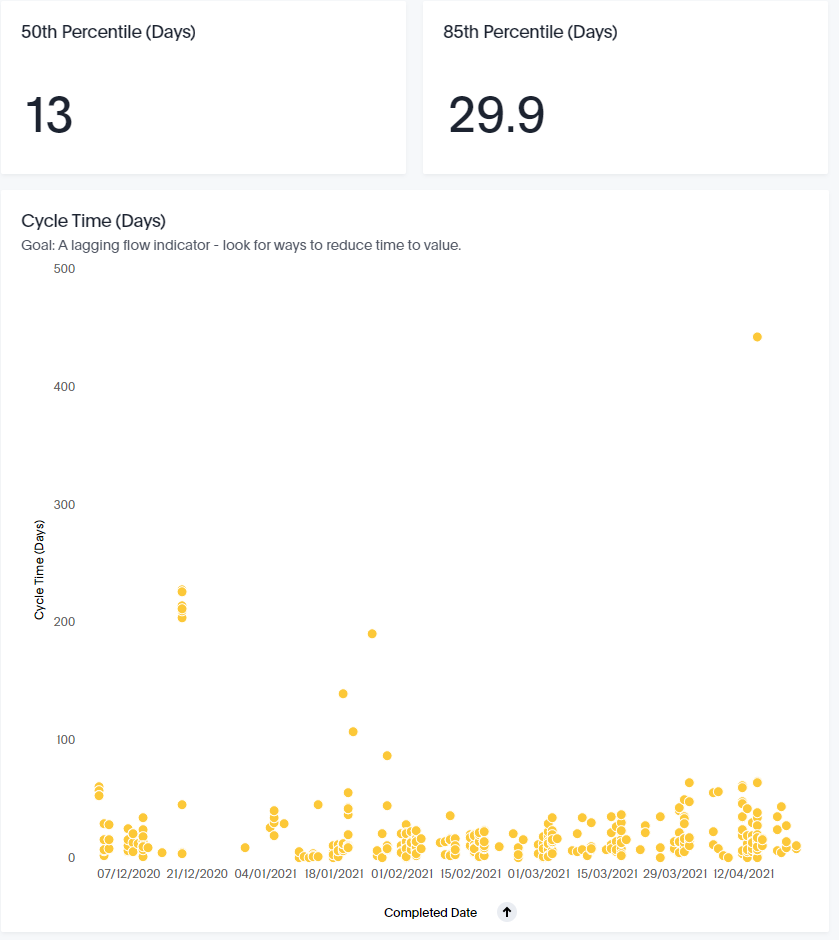 50th Percentile (Days)
85th Percentile (Days)
13
29.9
Cycle Time (Days)
Goal: A lagging flow indicator - look for ways to reduce time to value.
500
400
300
200
100
0
Cycle Time (Days)
07/12/2020 21/12/2020 04/01/2021 18/01/2021 01/02/2021 15/02/2021 01/03/2021 15/03/2021 29/03/2021 12/04/2021
Completed Date